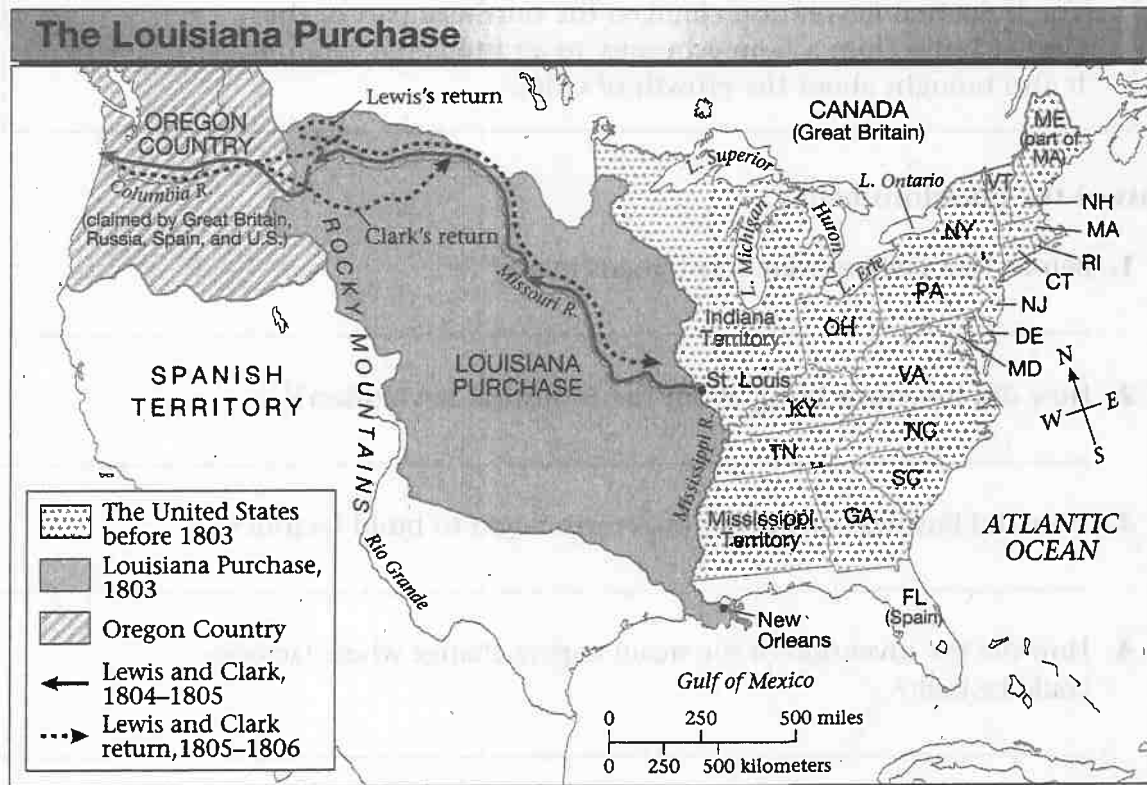 The Louisiana Purchase
Lewis's return
OREGON
COUNTRY
Columbia R.
(claimed by Great Britain,
Russia, Spain, and U.S.)
Clark's return
ROCKY MOUNTAINS
Missouri R.
LOUISIANA
PURCHASE
SPANISH
TERRITORY
Rio Grande
CANADA
(Great Britain)
L. Superior
L. Michigan
L. Huron
L. Ontario
L. Erie
ME
(part of
MA)
VT
NH
MA
NY
RI
CT
PA
NJ
OH
DE
MD
Indiana
Territory
St. Louis
VA
KY
NC
TN
SC
Mississippi R.
Mississippi
Territory
GA
N
W
E
S
ATLANTIC
OCEAN
FL
(Spain)
New
Orleans
Gulf of Mexico
0 250 500 miles
0 250 500 kilometers
The United States
before 1803
Louisiana Purchase,
1803
Oregon Country
Lewis and Clark,
1804–1805
Lewis and Clark
return, 1805–1806